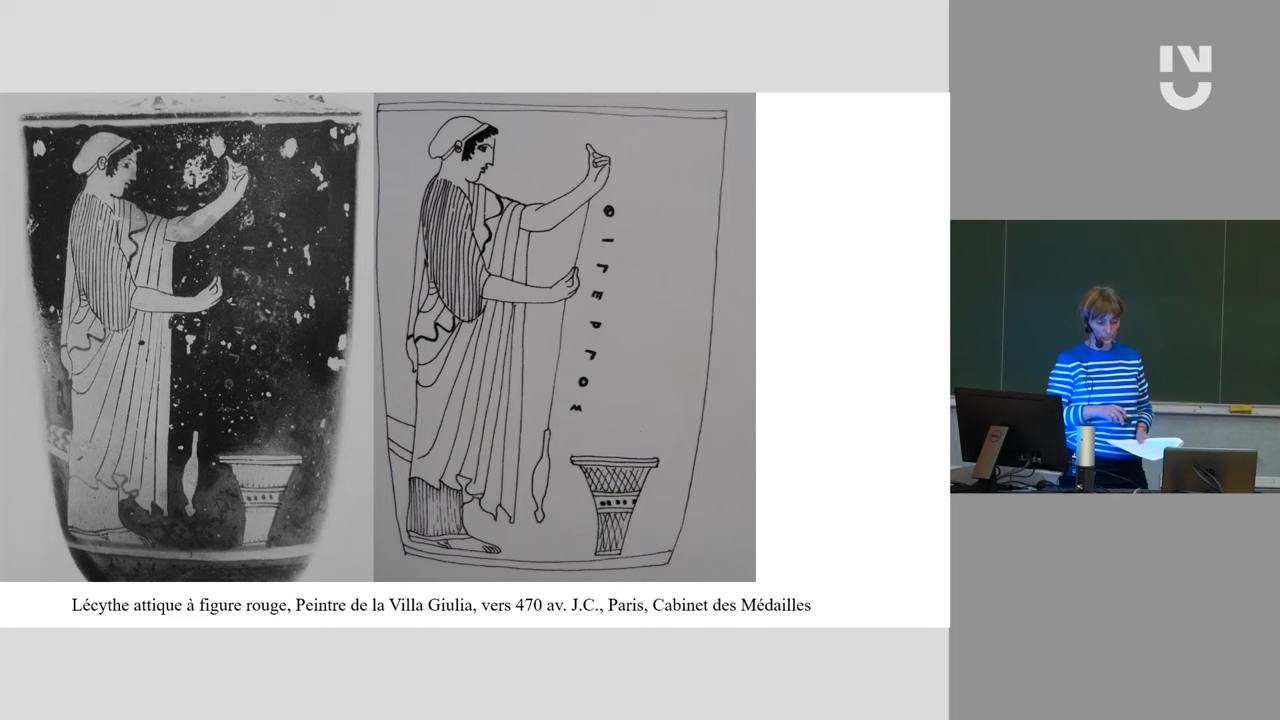 Lécythe attique à figure rouge, Peintre de la Villa Giulia, vers 470 av. J.C., Paris, Cabinet des Médailles